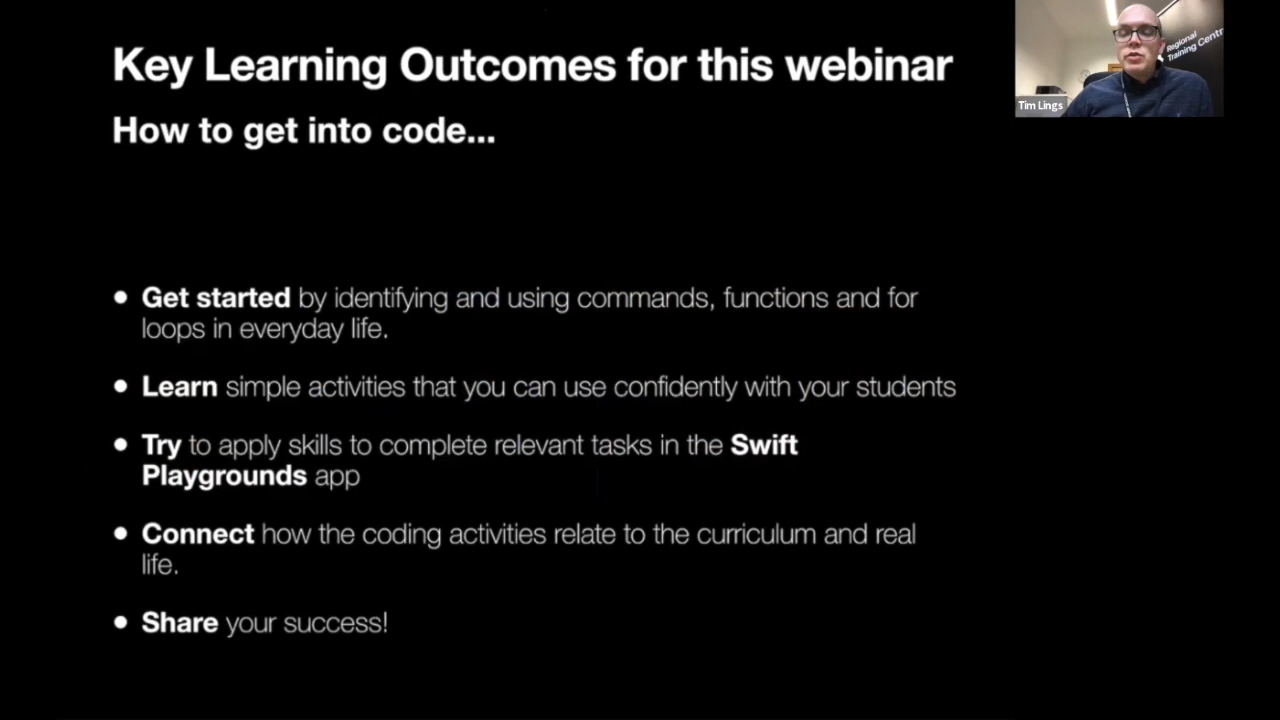 Key Learning Outcomes for this webinar
How to get into code...
Regional
Training Centr
Tim Lings
• Get started by identifying and using commands, functions and for
loops in everyday life.
• Learn simple activities that you can use confidently with your students
• Try to apply skills to complete relevant tasks in the Swift
Playgrounds app
• Connect how the coding activities relate to the curriculum and real
life.
• Share your success!